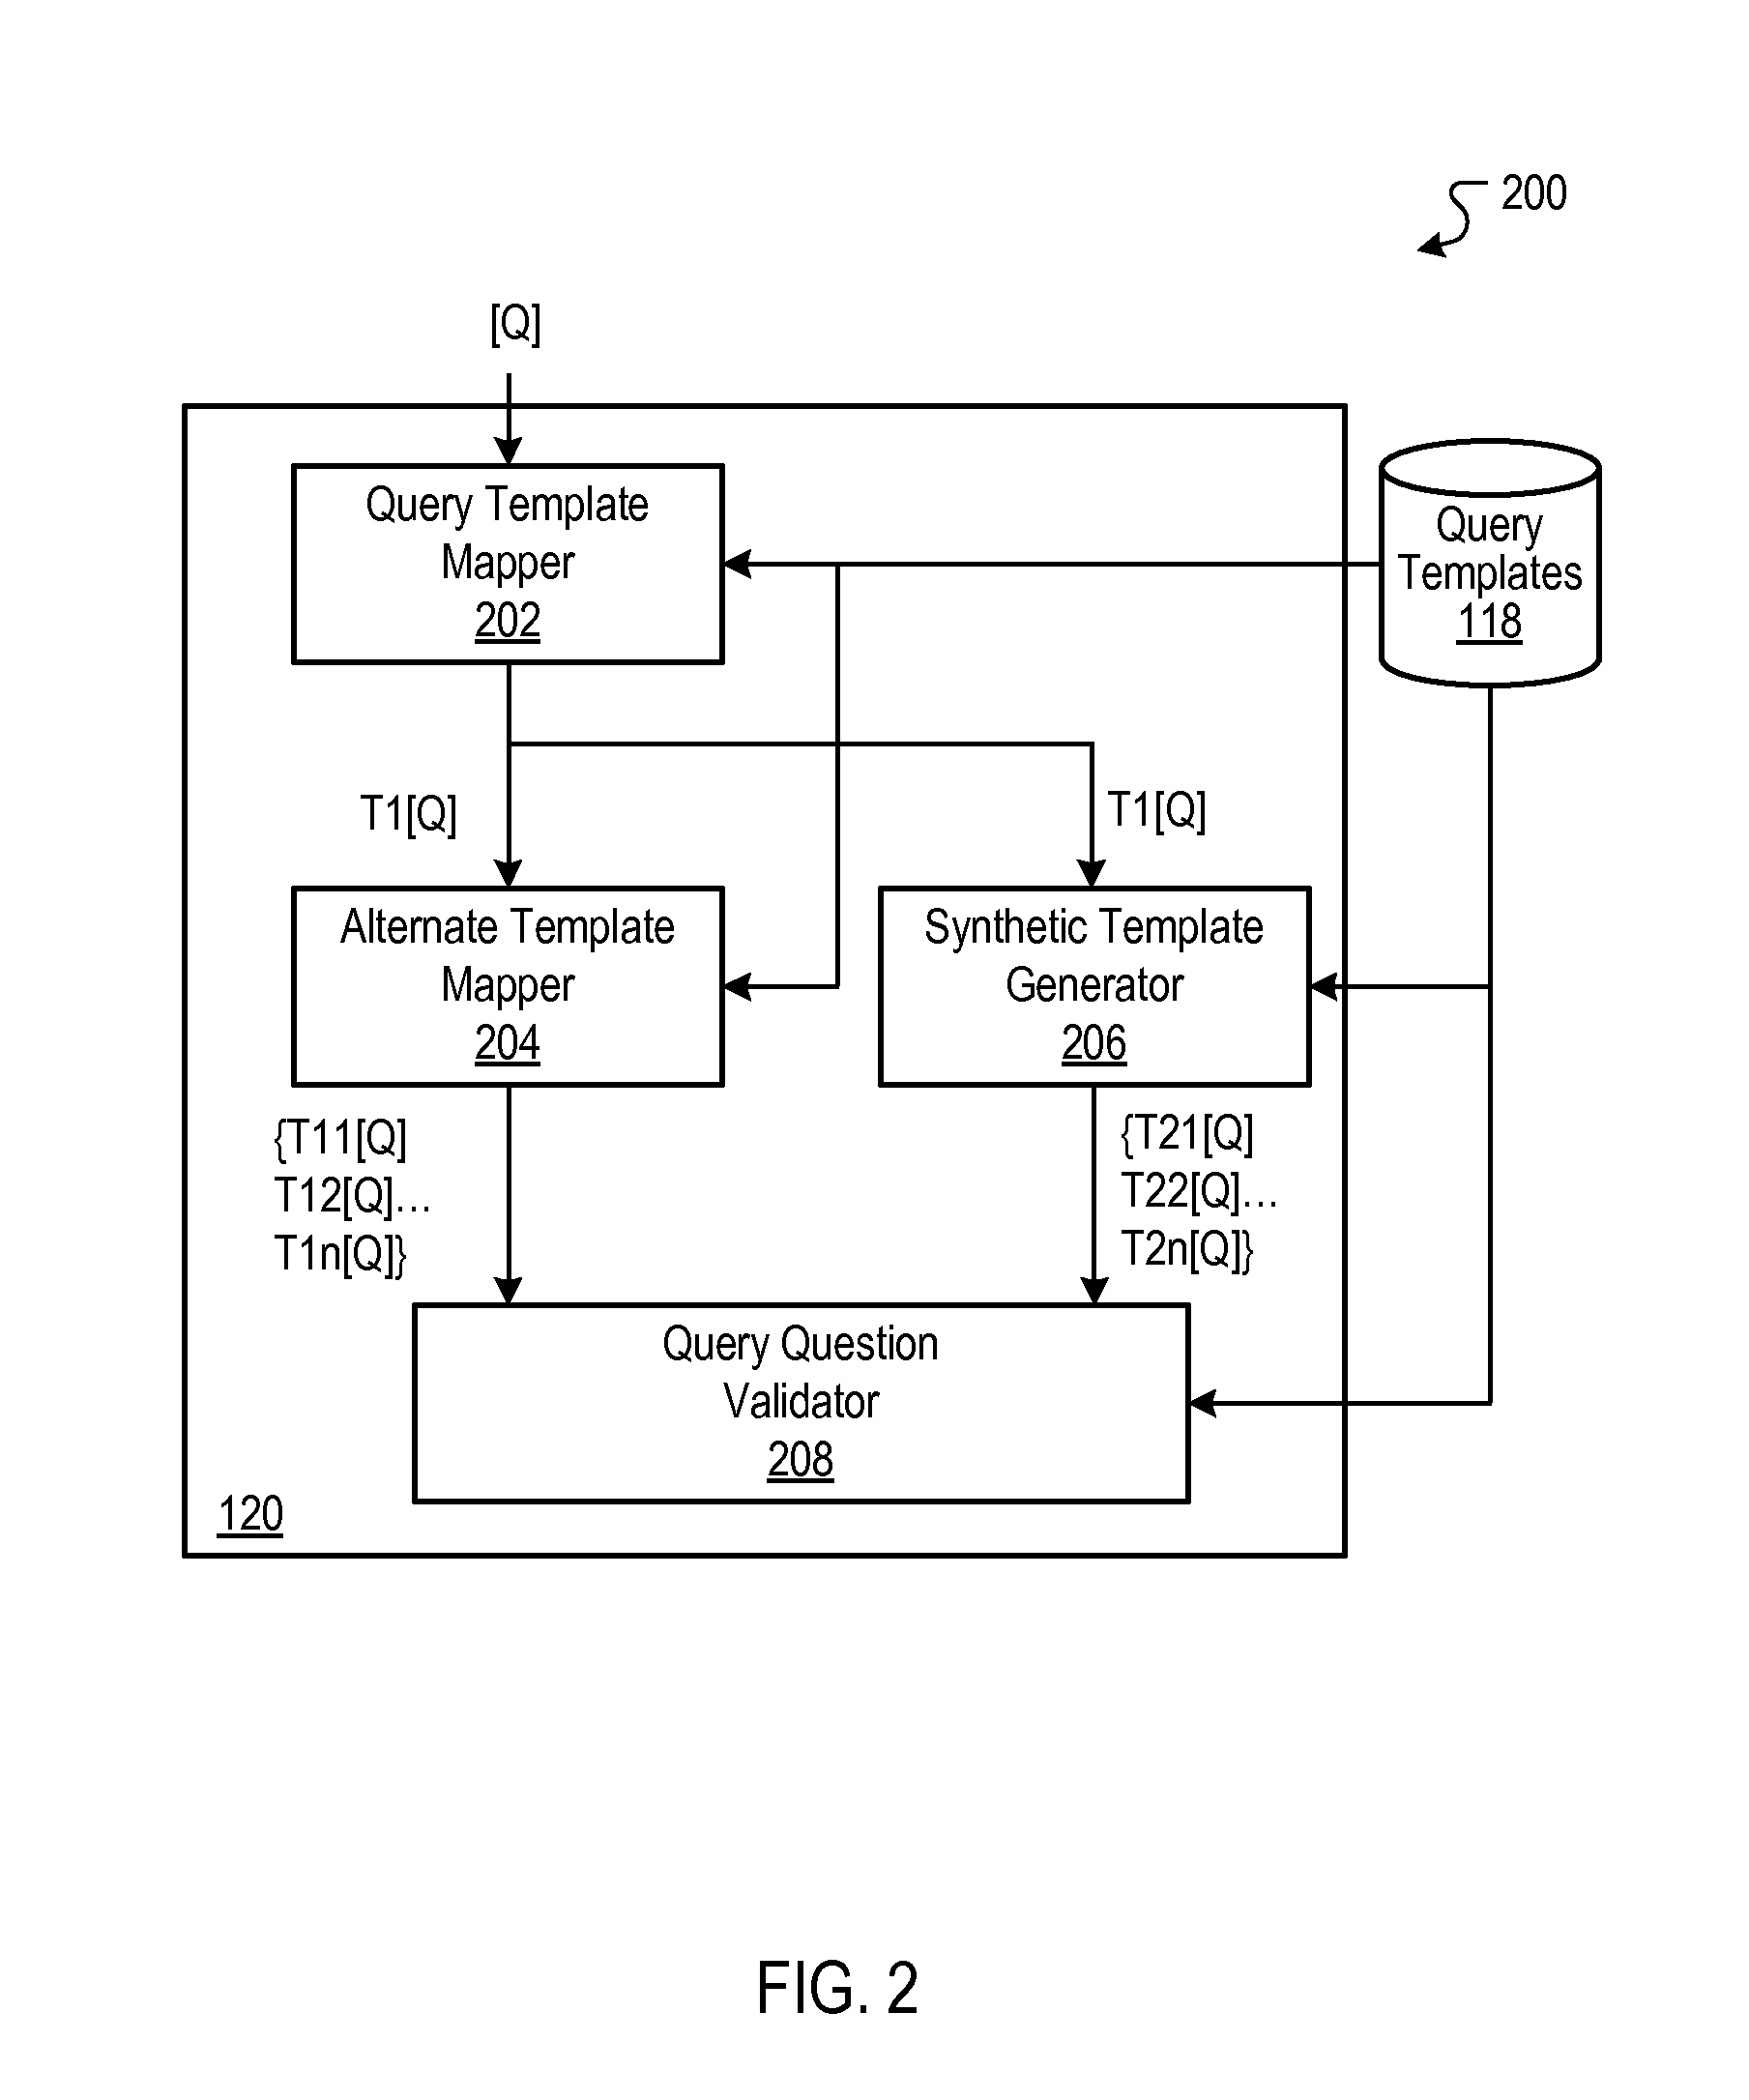 200
[Q]
Query Template
Mapper
202
Query
Templates
118
T1[Q]
T1[Q]
Alternate Template
Mapper
204
Synthetic Template
Generator
206
{T11[Q]
T12[Q]...
T1n[Q]}
{T21[Q]
T22[Q]...
T2n[Q]}
Query Question
Validator
208
120
FIG. 2